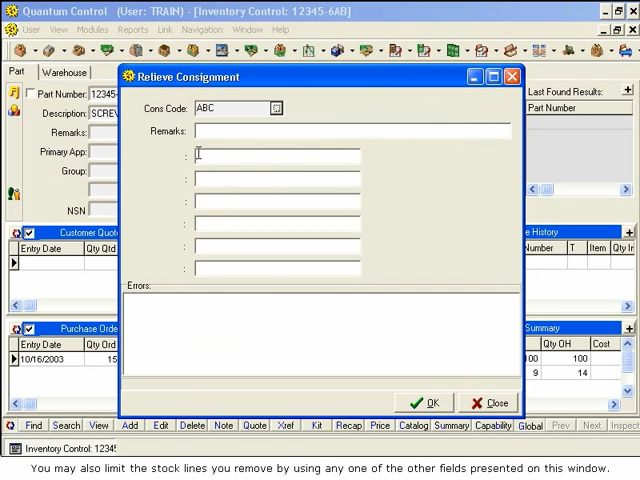 Quantum Control (User: TRAIN) - [Inventory Control: 12345-6AB]
User View Modules Reports Link Navigation Window Help
Part Warehouse
Part Number: 12345-
Description: SCREV
Remarks:
Primary App:
Group:
NSN
Last Found Results:
Part Number
Relieve Consignment
Cons Code: ABC
Remarks:
:
:
:
:
:
:
Errors:
OK Close
Customer Quot
Entry Date Qty Qtd
e History
Number T Item Qty In
Purchase Orde
Entry Date Qty Ord
10/16/2003 15
Summary
Qty OH Cost
100 100
9 14
Find Search View Add Edit Delete Note Quote Xref Kit Recap Price Catalog Summary Capability Global Prev Next Inspect
Inventory Control: 1234
You may also limit the stock lines you remove by using any one of the other fields presented on this window.